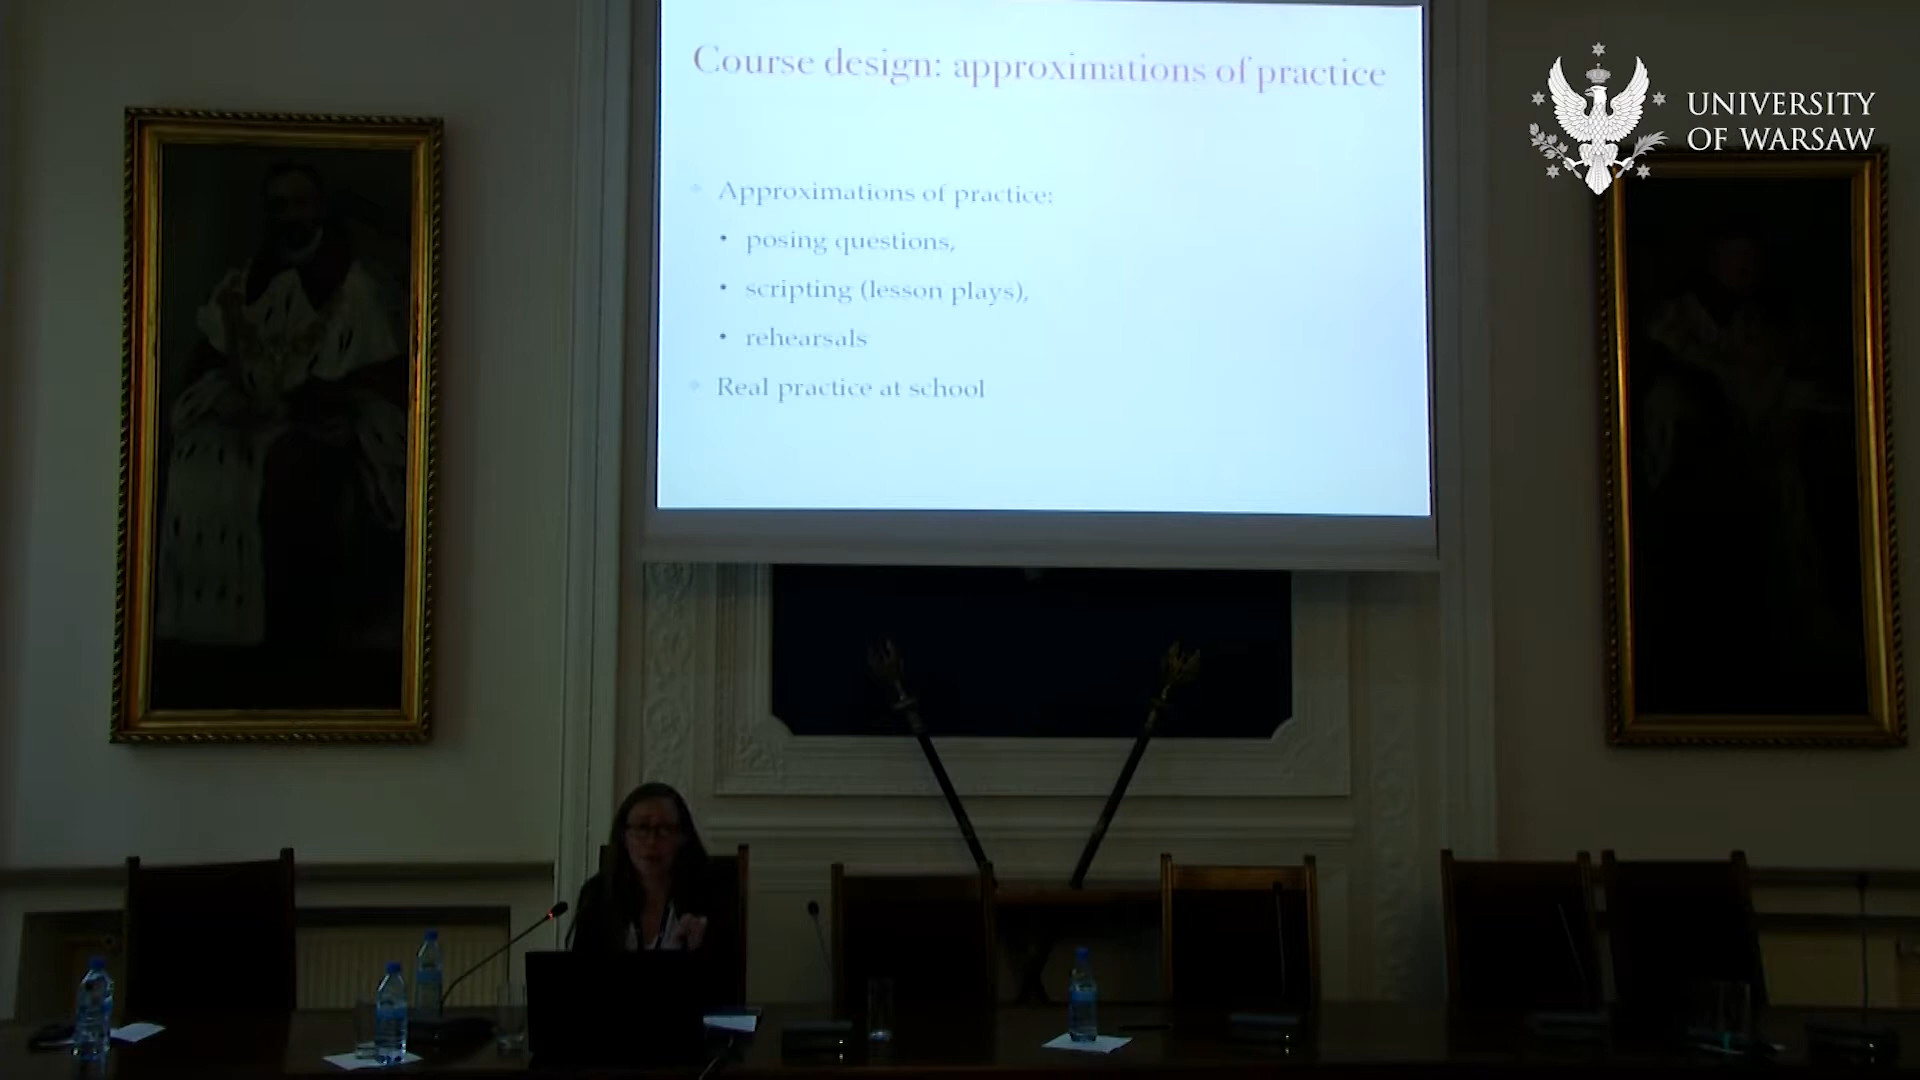 Course design: approximations of practice
Approximations of practice:
posing questions,
scripting (lesson plays),
rehearsals
Real practice at school
UNIVERSITY
OF WARSAW